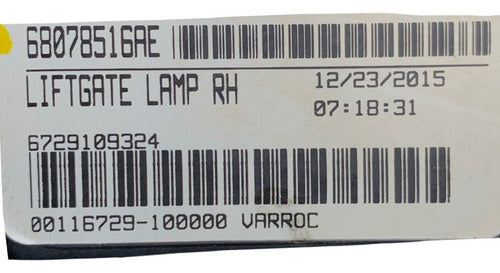 68078516AE
LIFTGATE LAMP RH 12/23/2015
07:18:31
6729109324
00116729-100000 VARROC